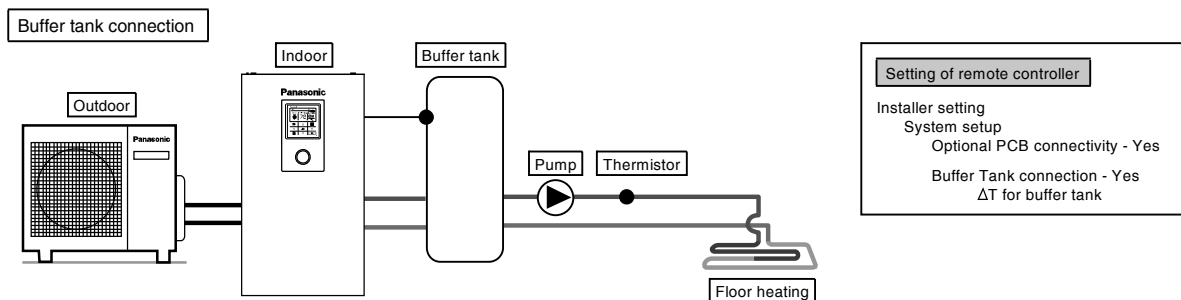 Buffer tank connection
Indoor
Buffer tank
Outdoor
Panasonic
Panasonic
Pump
Thermistor
Floor heating
Setting of remote controller
Installer setting
System setup
Optional PCB connectivity - Yes
Buffer Tank connection - Yes
ΔT for buffer tank